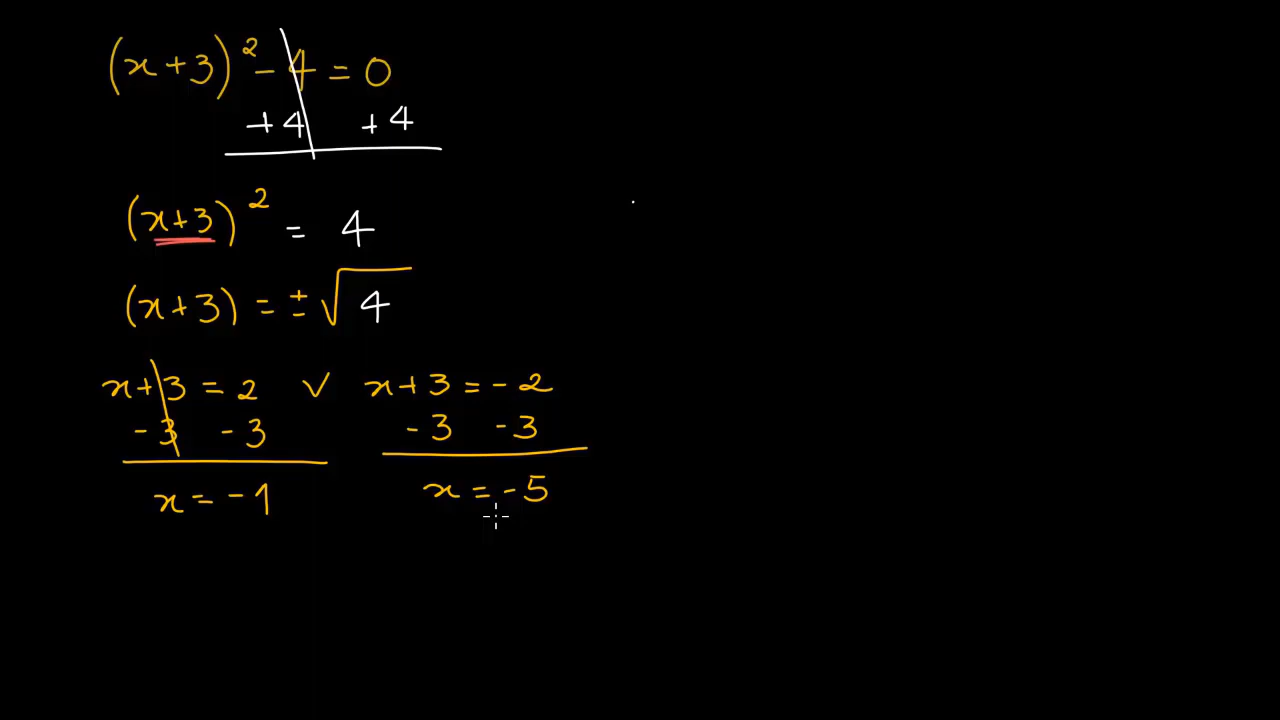 (x+3)² - 4 = 0
+4 +4
(x+3)² = 4
(x+3) = ±√4
x+3 = 2 ∨ x+3 = -2
-3 -3 -3 -3
x = -1 x = -5